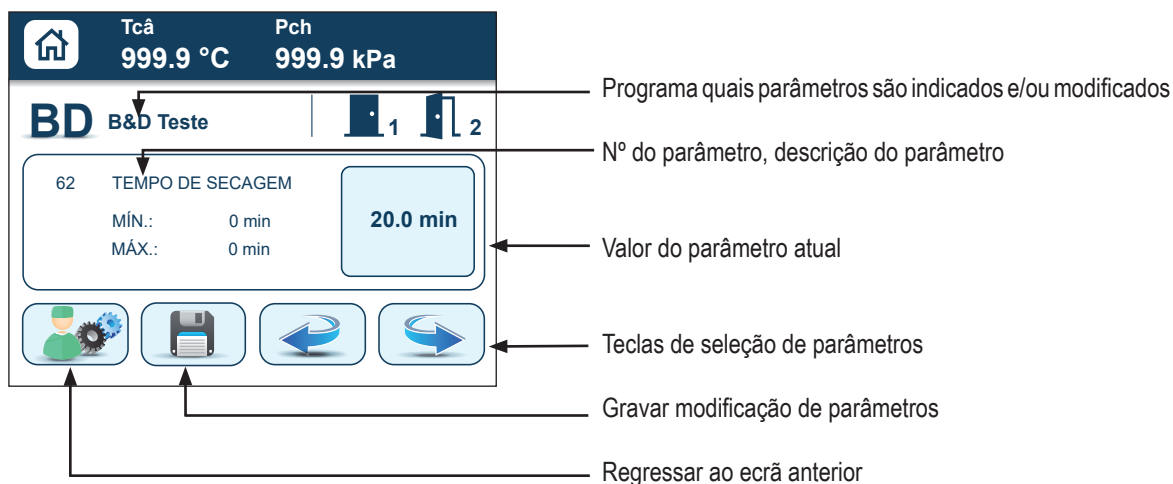 Tcâ Pch
999.9 °C 999.9 kPa
BD B&D Teste 1 2
62 TEMPO DE SECAGEM
MÍN.: 0 min
MÁX.: 0 min
20.0 min
Programa quais parâmetros são indicados e/ou modificados
Nº do parâmetro, descrição do parâmetro
Valor do parâmetro atual
Teclas de seleção de parâmetros
Gravar modificação de parâmetros
Regressar ao ecrã anterior